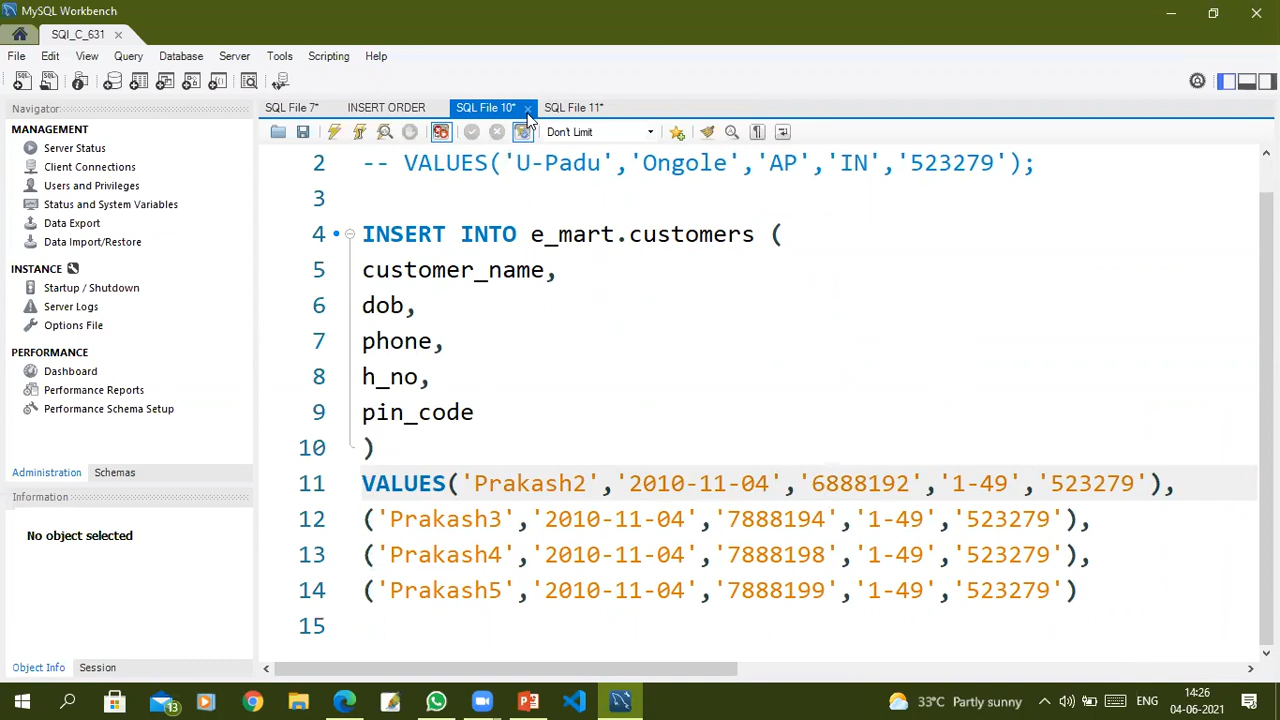 MySQL Workbench
SQl_C_631
File Edit View Query Database Server Tools Scripting Help
Navigator
MANAGEMENT
Server Status
Client Connections
Users and Privileges
Status and System Variables
Data Export
Data Import/Restore
INSTANCE
Startup / Shutdown
Server Logs
Options File
PERFORMANCE
Dashboard
Performance Reports
Performance Schema Setup
Administration Schemas
Information
No object selected
Object Info Session
SQL File 7* INSERT ORDER SQL File 10* SQL File 11*
Don't Limit
2 -- VALUES('U-Padu','Ongole','AP','IN','523279');
3
4 INSERT INTO e_mart.customers (
5 customer_name,
6 dob,
7 phone,
8 h_no,
9 pin_code
10 )
11 VALUES('Prakash2','2010-11-04','6888192','1-49','523279'),
12 ('Prakash3','2010-11-04','7888194','1-49','523279'),
13 ('Prakash4','2010-11-04','7888198','1-49','523279'),
14 ('Prakash5','2010-11-04','7888199','1-49','523279')
15
13
33°C Partly sunny
ENG
14:26
04-06-2021